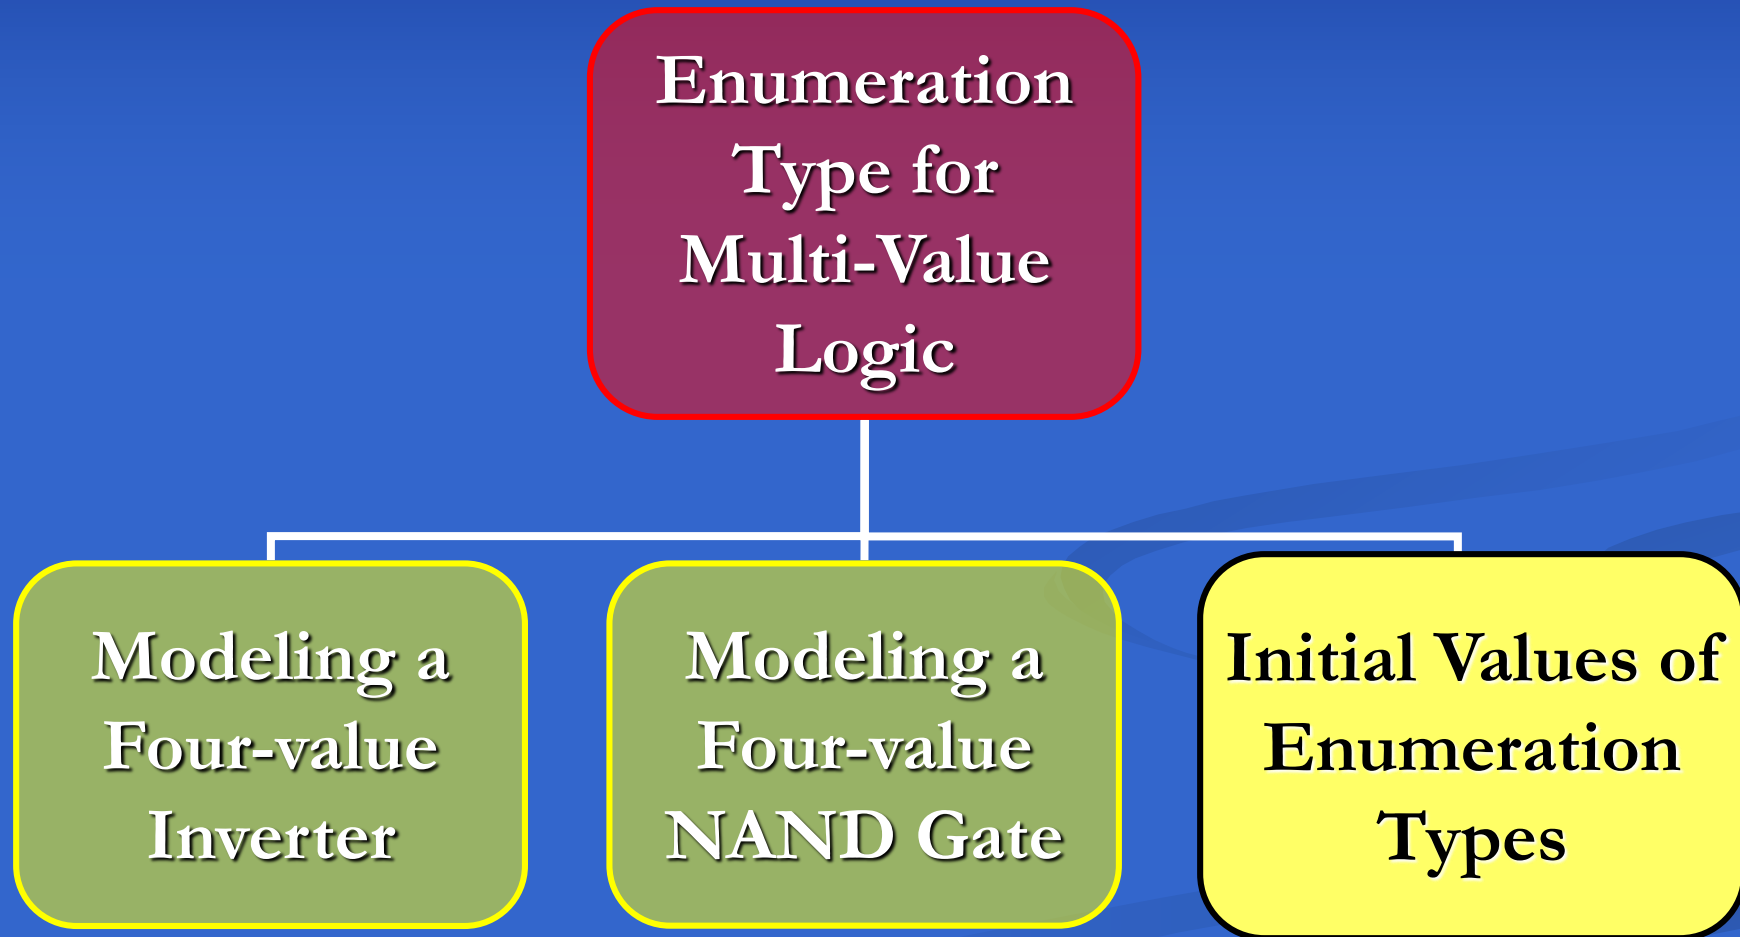 Enumeration
Type for
Multi-Value
Logic
Modeling a
Four-value
Inverter
Modeling a
Four-value
NAND Gate
Initial Values of
Enumeration
Types